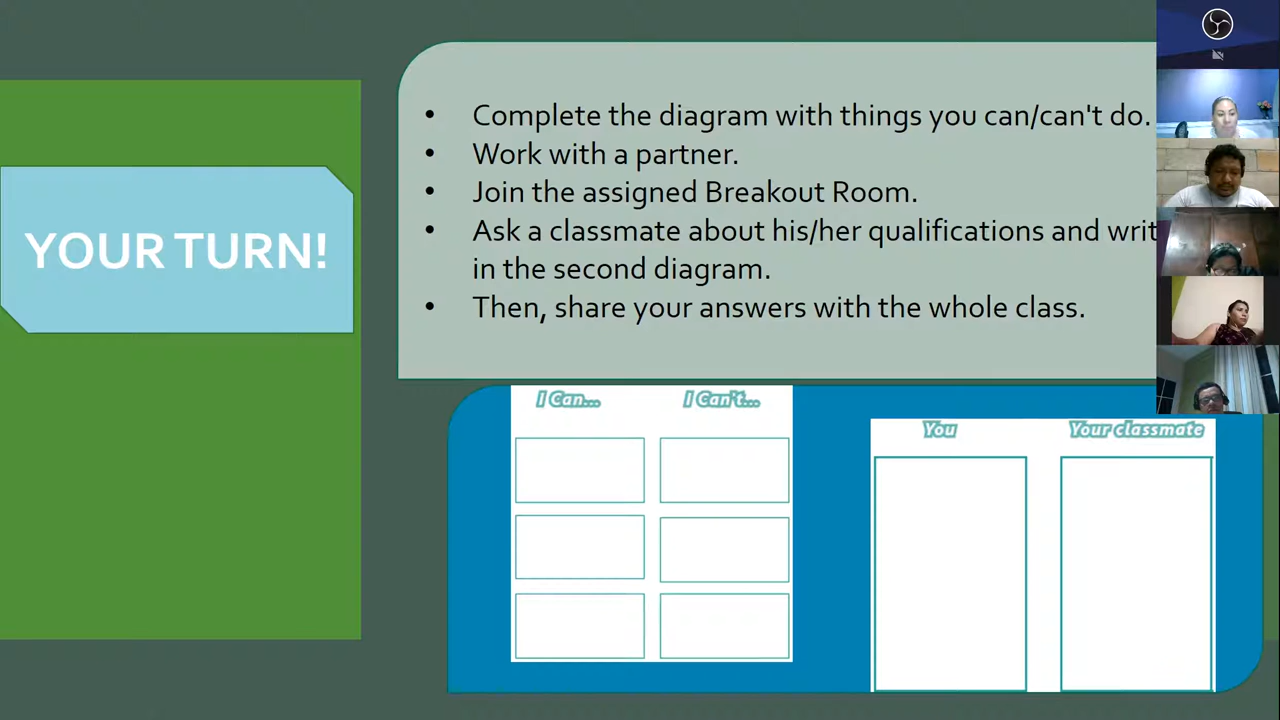 YOUR TURN!
• Complete the diagram with things you can/can't do.
• Work with a partner.
• Join the assigned Breakout Room.
• Ask a classmate about his/her qualifications and writ
in the second diagram.
• Then, share your answers with the whole class.
I Can... I Can't...
You Your classmate